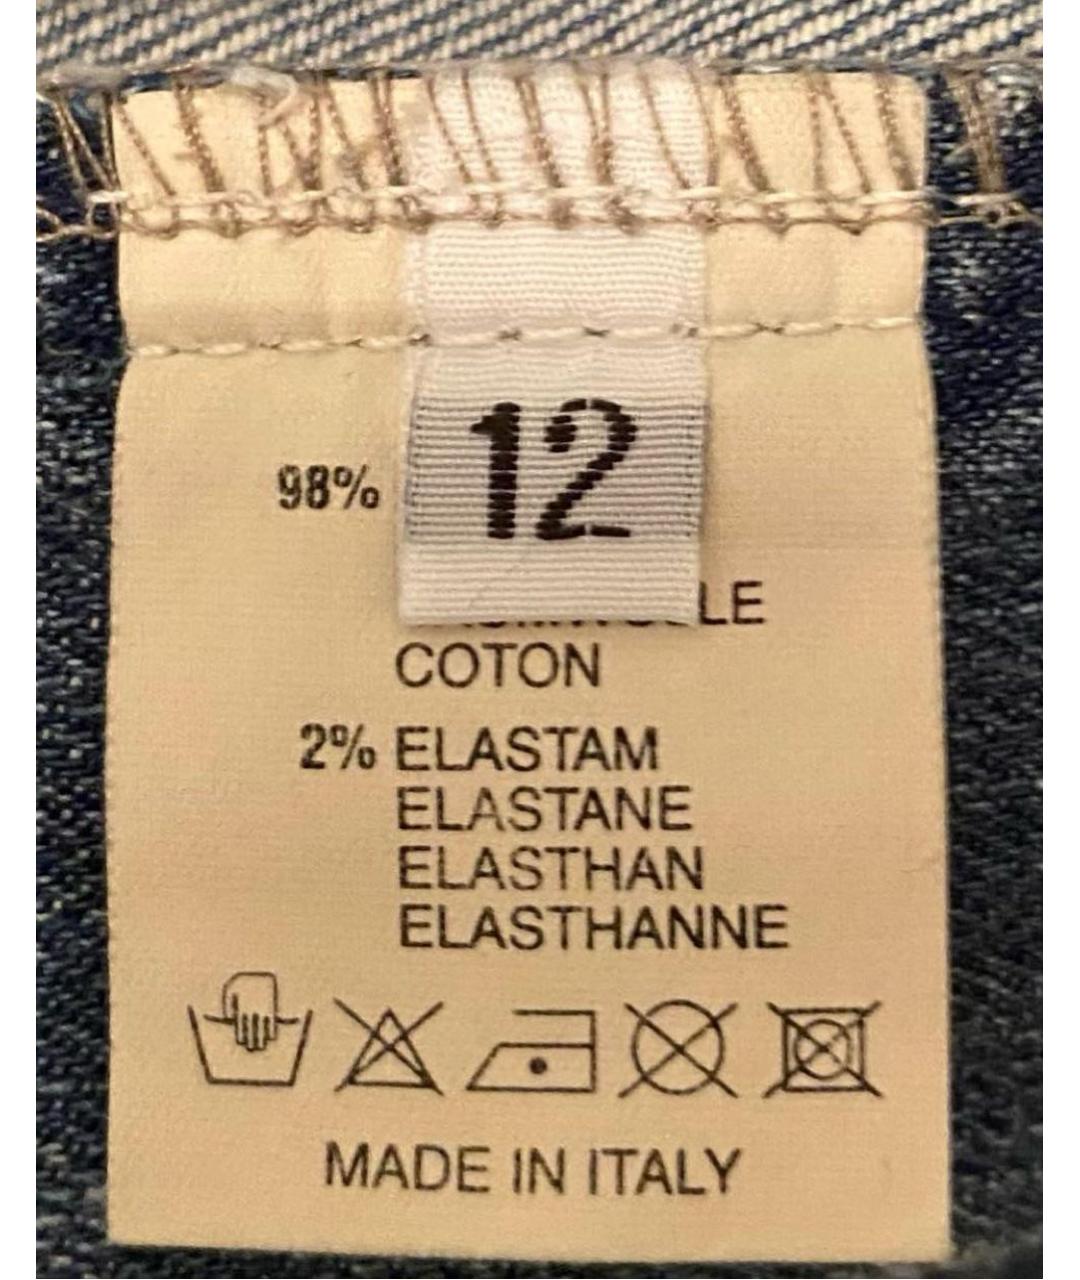 12
98%
COTON
2% ELASTAM
ELASTANE
ELASTHAN
ELASTHANNE
MADE IN ITALY